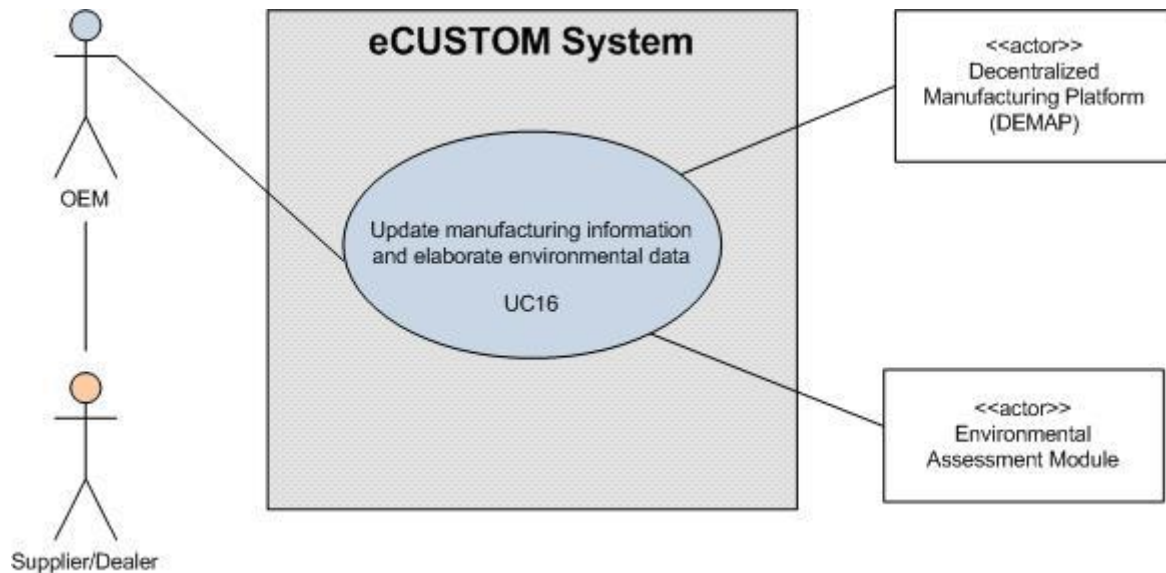 eCUSTOM System
<<actor>>
Decentralized
Manufacturing Platform
(DEMAP)
OEM
Update manufacturing information
and elaborate environmental data
UC16
<<actor>>
Environmental
Assessment Module
Supplier/Dealer